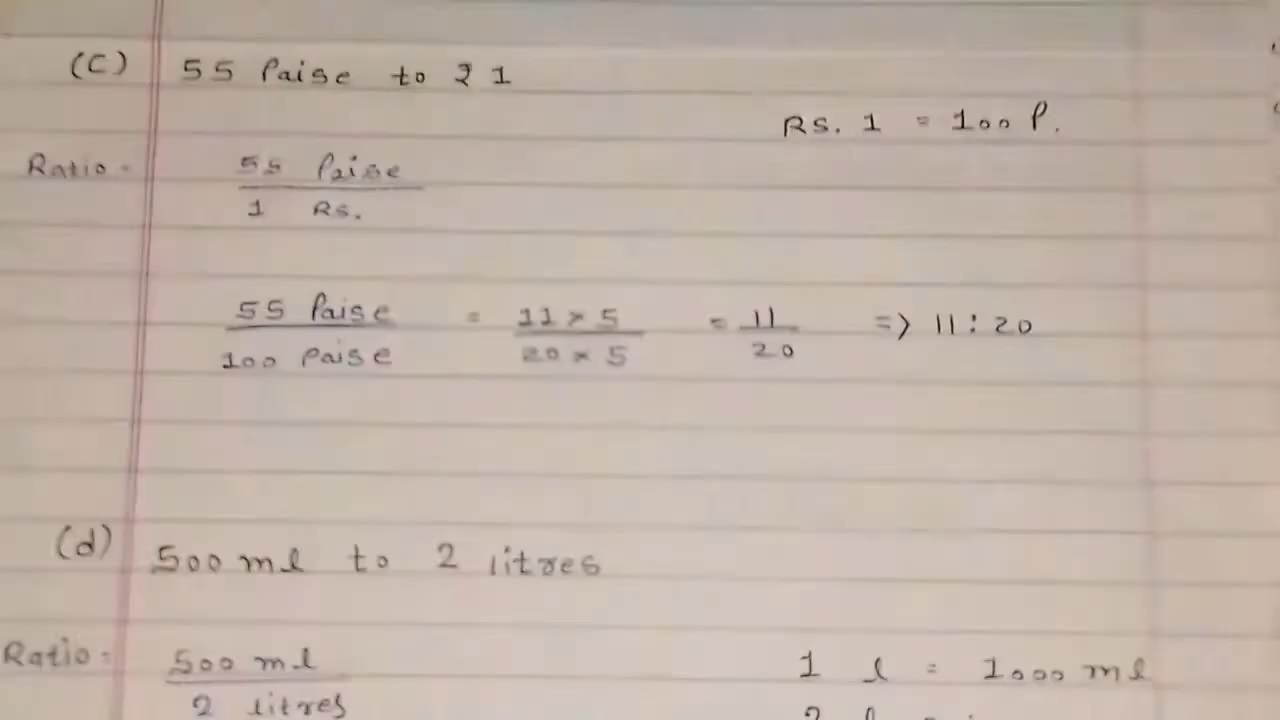 (C) 55 Paise to ₹ 1
Rs. 1 = 100 P.
Ratio = 55 Paise
1 Rs.
55 Paise = 11 × 5 = 11 => 11 : 20
100 Paise 20 × 5 20
(d) 500 ml to 2 litres
Ratio = 500 ml 1 l = 1000 ml
2 litres 2 l =